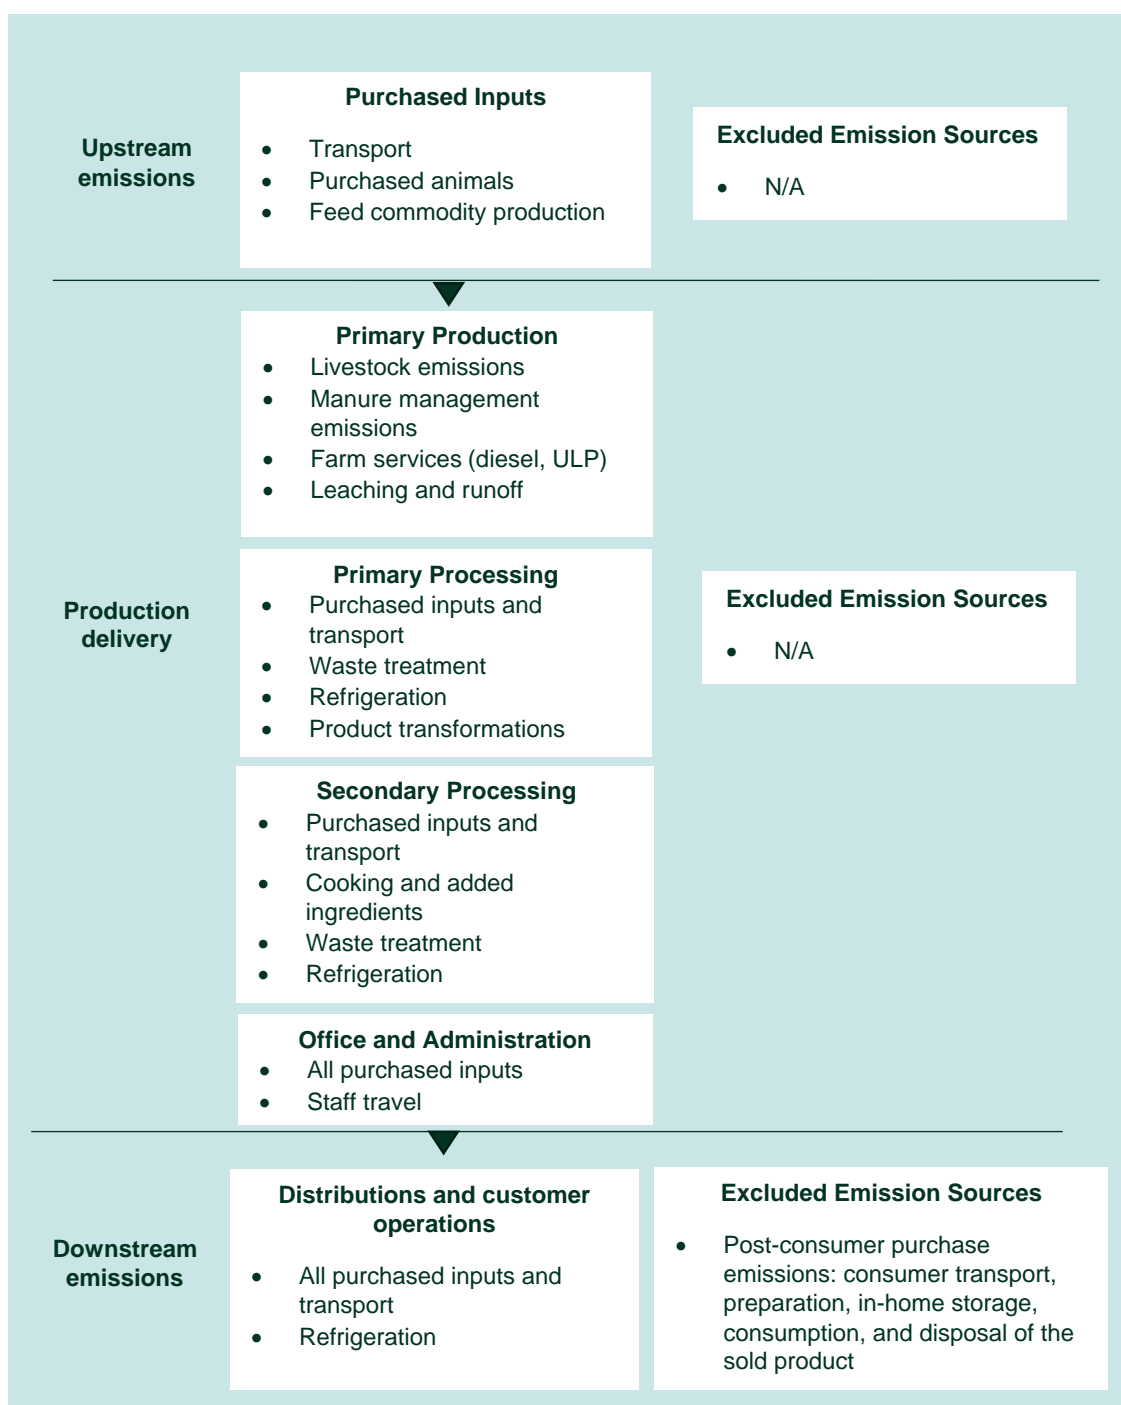 Upstream
emissions
Purchased Inputs
• Transport
• Purchased animals
• Feed commodity production
Excluded Emission Sources
• N/A
Production
delivery
Primary Production
• Livestock emissions
• Manure management
emissions
• Farm services (diesel, ULP)
• Leaching and runoff
Primary Processing
• Purchased inputs and
transport
• Waste treatment
• Refrigeration
• Product transformations
Excluded Emission Sources
• N/A
Secondary Processing
• Purchased inputs and
transport
• Cooking and added
ingredients
• Waste treatment
• Refrigeration
Office and Administration
• All purchased inputs
• Staff travel
Downstream
emissions
Distributions and customer
operations
• All purchased inputs and
transport
• Refrigeration
Excluded Emission Sources
• Post-consumer purchase
emissions: consumer transport,
preparation, in-home storage,
consumption, and disposal of the
sold product